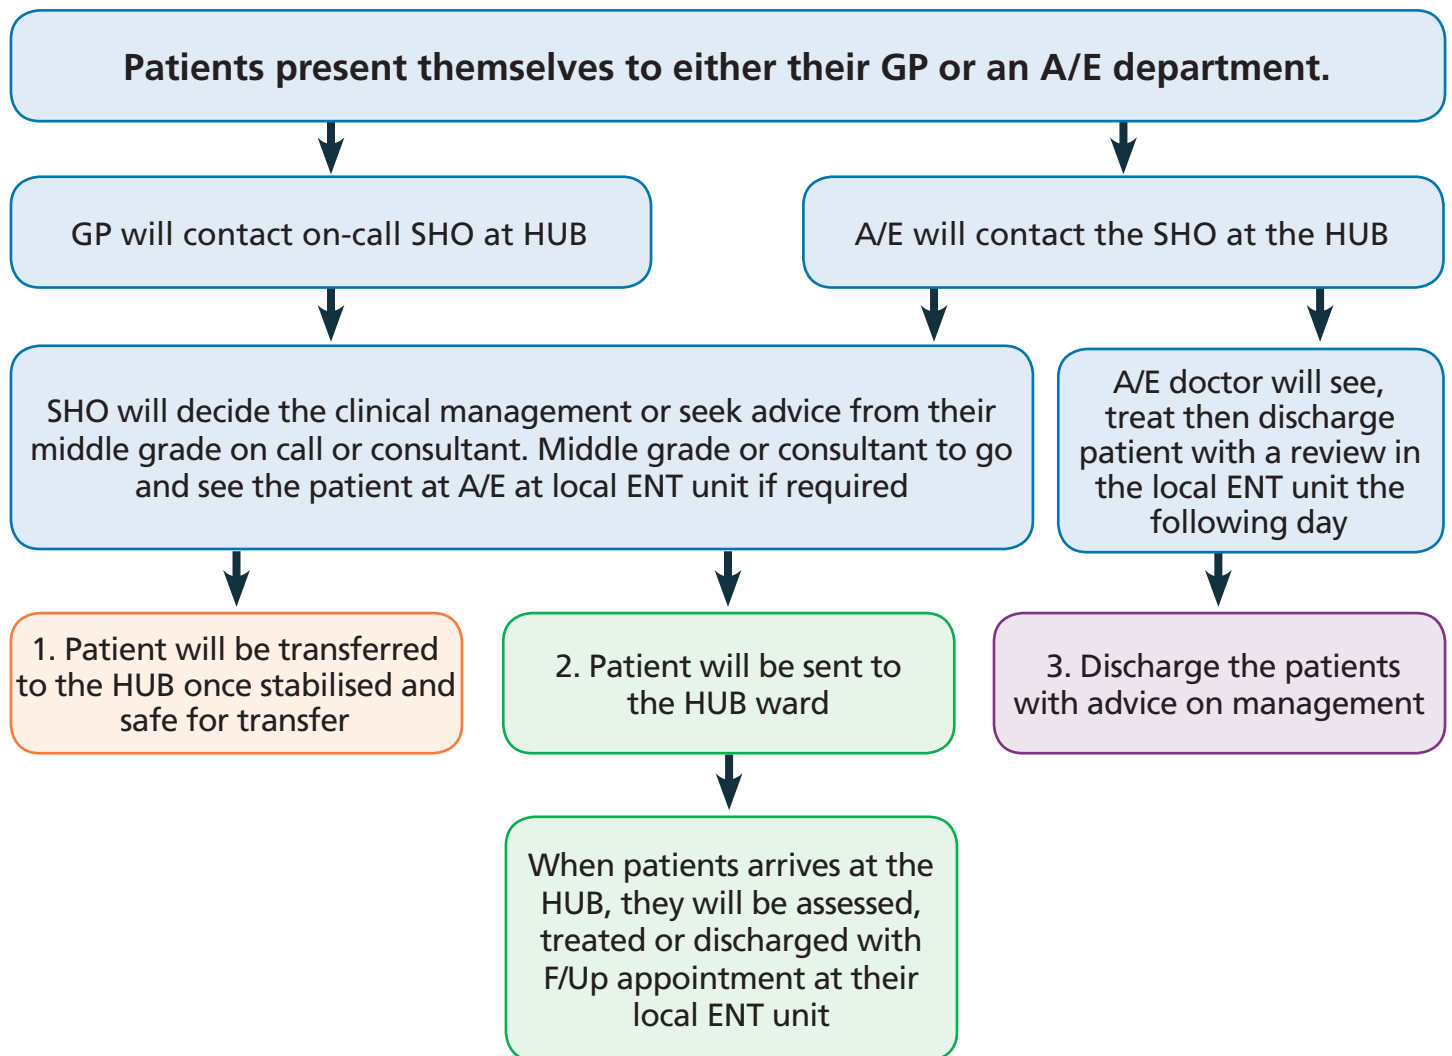 Patients present themselves to either their GP or an A/E department.
GP will contact on-call SHO at HUB
A/E will contact the SHO at the HUB
SHO will decide the clinical management or seek advice from their
middle grade on call or consultant. Middle grade or consultant to go
and see the patient at A/E at local ENT unit if required
A/E doctor will see,
treat then discharge
patient with a review in
the local ENT unit the
following day
1. Patient will be transferred
to the HUB once stabilised and
safe for transfer
2. Patient will be sent to
the HUB ward
3. Discharge the patients
with advice on management
When patients arrives at the
HUB, they will be assessed,
treated or discharged with
F/Up appointment at their
local ENT unit